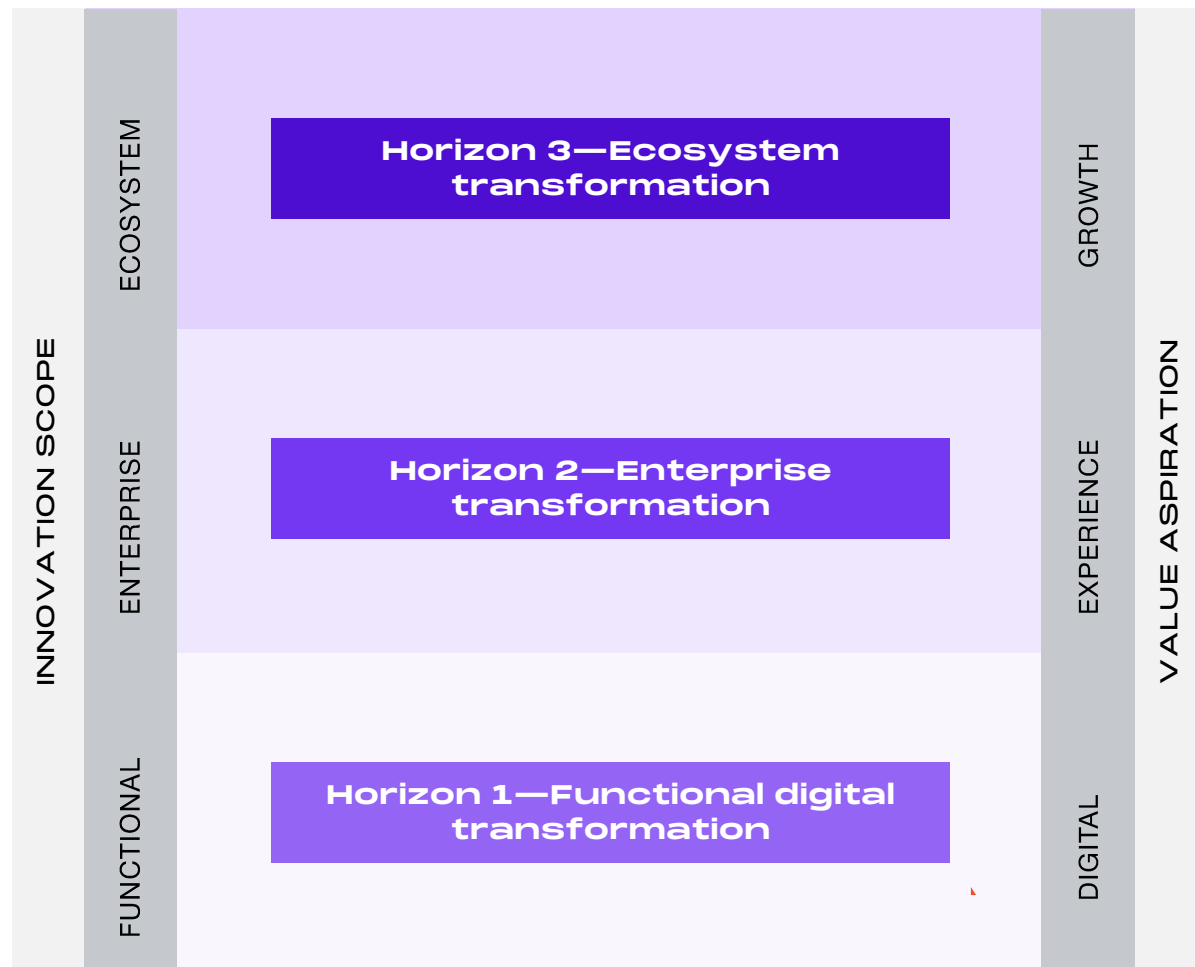 INNOVATION SCOPE
ECOSYSTEM
Horizon 3—Ecosystem
transformation
GROWTH
ENTERPRISE
Horizon 2—Enterprise
transformation
EXPERIENCE
FUNCTIONAL
Horizon 1—Functional digital
transformation
DIGITAL
VALUE ASPIRATION